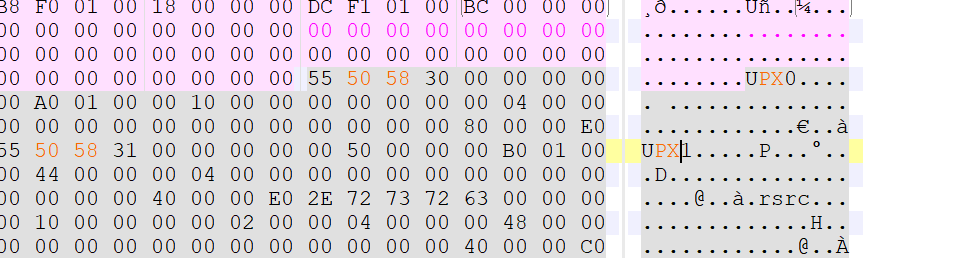 B8 F0 01 00 18 00 00 00 DC F1 01 00 BC 00 00 00 ¸ð......Üñ..¼...
00 00 00 00 00 00 00 00 00 00 00 00 00 00 00 00 ................
00 00 00 00 00 00 00 00 00 00 00 00 00 00 00 00 ................
00 00 00 00 00 00 00 00 55 50 58 30 00 00 00 00 ........UPX0....
00 A0 01 00 00 10 00 00 00 00 00 00 00 04 00 00 . ..............
00 00 00 00 00 00 00 00 00 00 00 00 80 00 00 E0 ............€..à
55 50 58 31 00 00 00 00 00 50 00 00 00 B0 01 00 UPX1.....P...°..
00 44 00 00 00 04 00 00 00 00 00 00 00 00 00 00 .D..............
00 00 00 00 40 00 00 E0 2E 72 73 72 63 00 00 00 ....@..à.rsrc...
00 10 00 00 00 00 02 00 00 04 00 00 00 48 00 00 .............H..
00 00 00 00 00 00 00 00 00 00 00 00 40 00 00 C0 ............@..À